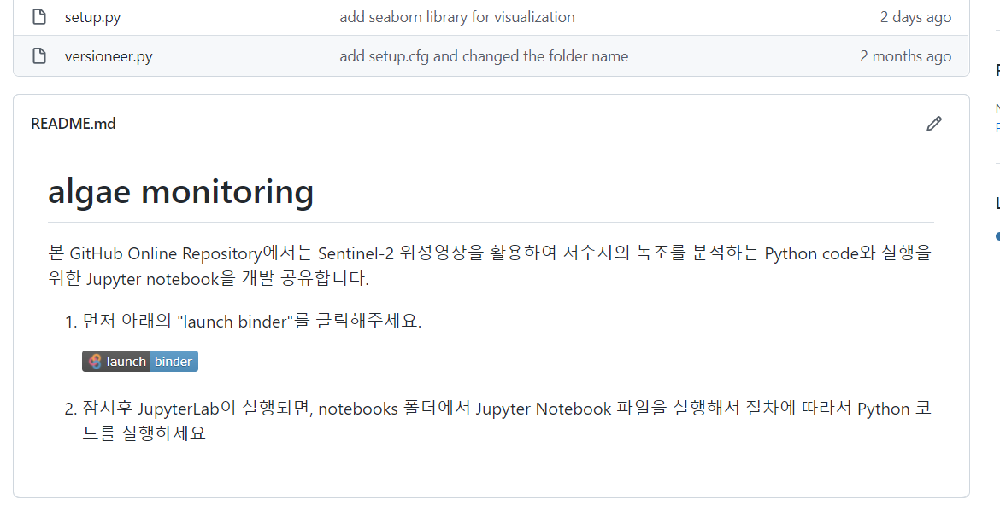 setup.py add seaborn library for visualization 2 days ago
versioneer.py add setup.cfg and changed the folder name 2 months ago
README.md
algae monitoring
본 GitHub Online Repository에서는 Sentinel-2 위성영상을 활용하여 저수지의 녹조를 분석하는 Python code와 실행을
위한 Jupyter notebook을 개발 공유합니다.
1. 먼저 아래의 "launch binder"를 클릭해주세요.
launch binder
2. 잠시후 JupyterLab이 실행되면, notebooks 폴더에서 Jupyter Notebook 파일을 실행해서 절차에 따라서 Python 코
드를 실행하세요